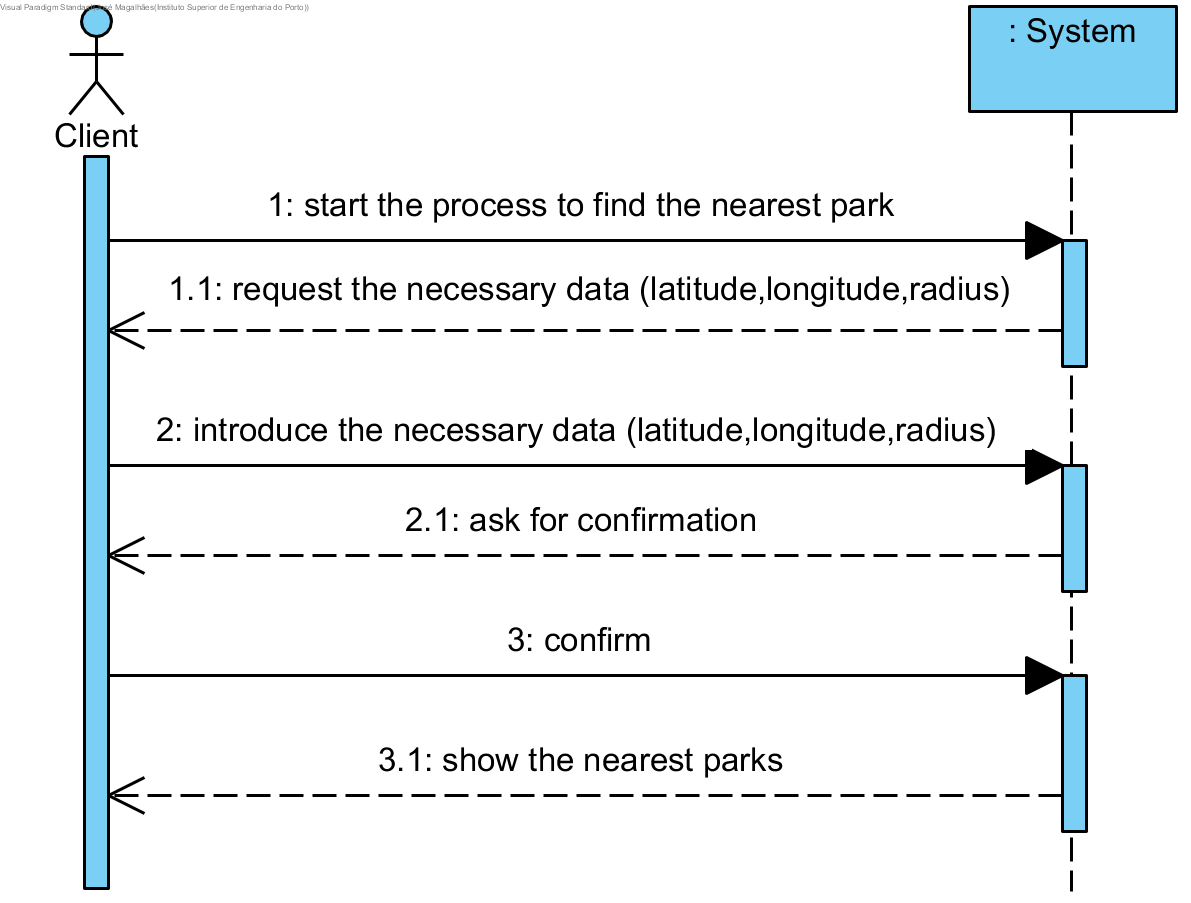 Visual Paradigm Standard(José Magalhães(Instituto Superior de Engenharia do Porto))
: System
Client
1: start the process to find the nearest park
1.1: request the necessary data (latitude,longitude,radius)
2: introduce the necessary data (latitude,longitude,radius)
2.1: ask for confirmation
3: confirm
3.1: show the nearest parks